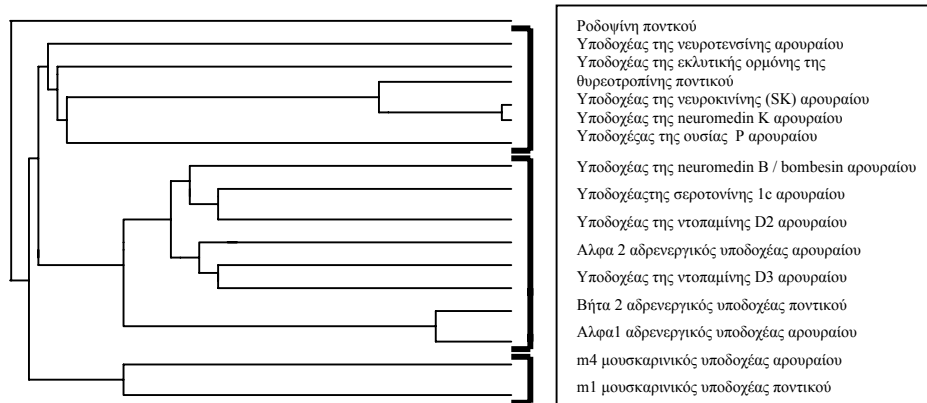 Ροδοψίνη ποντκού
Υποδοχέας της νευροτενσίνης αρουραίου
Υποδοχέας της εκλυτικής ορμόνης της
θυρεοτροπίνης ποντικού
Υποδοχέας της νευροκινίνης (SK) αρουραίου
Υποδοχέας της neuromedin K αρουραίου
Υποδοχέςας της ουσίας P αρουραίου
Υποδοχέας της neuromedin B / bombesin αρουραίου
Υποδοχέαςτης σεροτονίνης 1c αρουραίου
Υποδοχέας της ντοπαμίνης D2 αρουραίου
Αλφα 2 αδρενεργικός υποδοχέας αρουραίου
Υποδοχέας της ντοπαμίνης D3 αρουραίου
Βήτα 2 αδρενεργικός υποδοχέας ποντικού
Αλφα1 αδρενεργικός υποδοχέας αρουραίου
m4 μουσκαρινικός υποδοχέας αρουραίου
m1 μουσκαρινικός υποδοχέας ποντικού